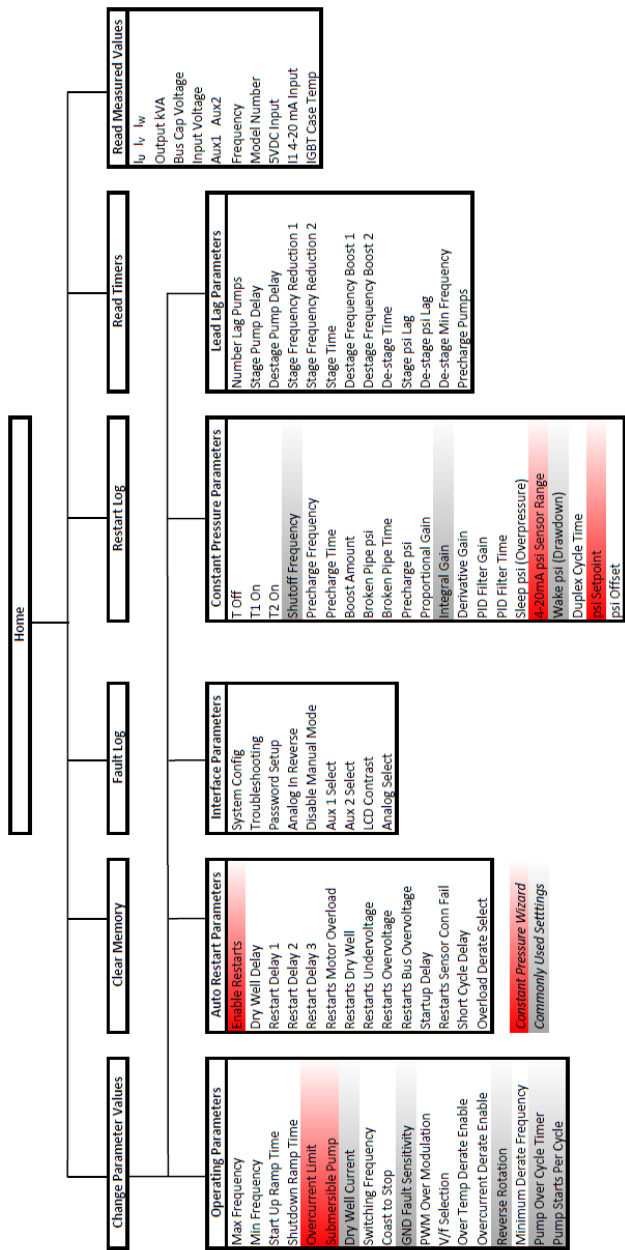 Home
Change Parameter Values
Clear Memory
Fault Log
Restart Log
Read Timers
Read Measured Values
Iu Iv Iw
Output kVA
Bus Cap Voltage
Input Voltage
Aux1 Aux2
Frequency
Model Number
5VDC Input
I1 4-20 mA Input
IGBT Case Temp
Operating Parameters
Max Frequency
Min Frequency
Start Up Ramp Time
Shutdown Ramp Time
Overcurrent Limit
Submersible Pump
Dry Well Current
Switching Frequency
Coast to Stop
GND Fault Sensitivity
PWM Over Modulation
V/f Selection
Over Temp Derate Enable
Overcurrent Derate Enable
Reverse Rotation
Minimum Derate Frequency
Pump Over Cycle Timer
Pump Starts Per Cycle
Auto Restart Parameters
Enable Restarts
Dry Well Delay
Restart Delay 1
Restart Delay 2
Restart Delay 3
Restarts Motor Overload
Restarts Dry Well
Restarts Undervoltage
Restarts Overvoltage
Restarts Bus Overvoltage
Startup Delay
Restarts Sensor Conn Fail
Short Cycle Delay
Overload Derate Select
Interface Parameters
System Config
Troubleshooting
Password Setup
Analog In Reverse
Disable Manual Mode
Aux 1 Select
Aux 2 Select
LCD Contrast
Analog Select
Constant Pressure Parameters
T Off
T1 On
T2 On
Shutoff Frequency
Precharge Frequency
Precharge Time
Boost Amount
Broken Pipe psi
Broken Pipe Time
Precharge psi
Proportional Gain
Integral Gain
Derivative Gain
PID Filter Gain
PID Filter Time
Sleep psi (Overpressure)
4-20mA psi Sensor Range
Wake psi (Drawdown)
Duplex Cycle Time
psi Setpoint
psi Offset
Lead Lag Parameters
Number Lag Pumps
Stage Pump Delay
Destage Pump Delay
Stage Frequency Reduction 1
Stage Frequency Reduction 2
Stage Time
Destage Frequency Boost 1
Destage Frequency Boost 2
De-stage Time
Stage psi Lag
De-stage psi Lag
De-stage Min Frequency
Precharge Pumps
Constant Pressure Wizard
Commonly Used Setttings